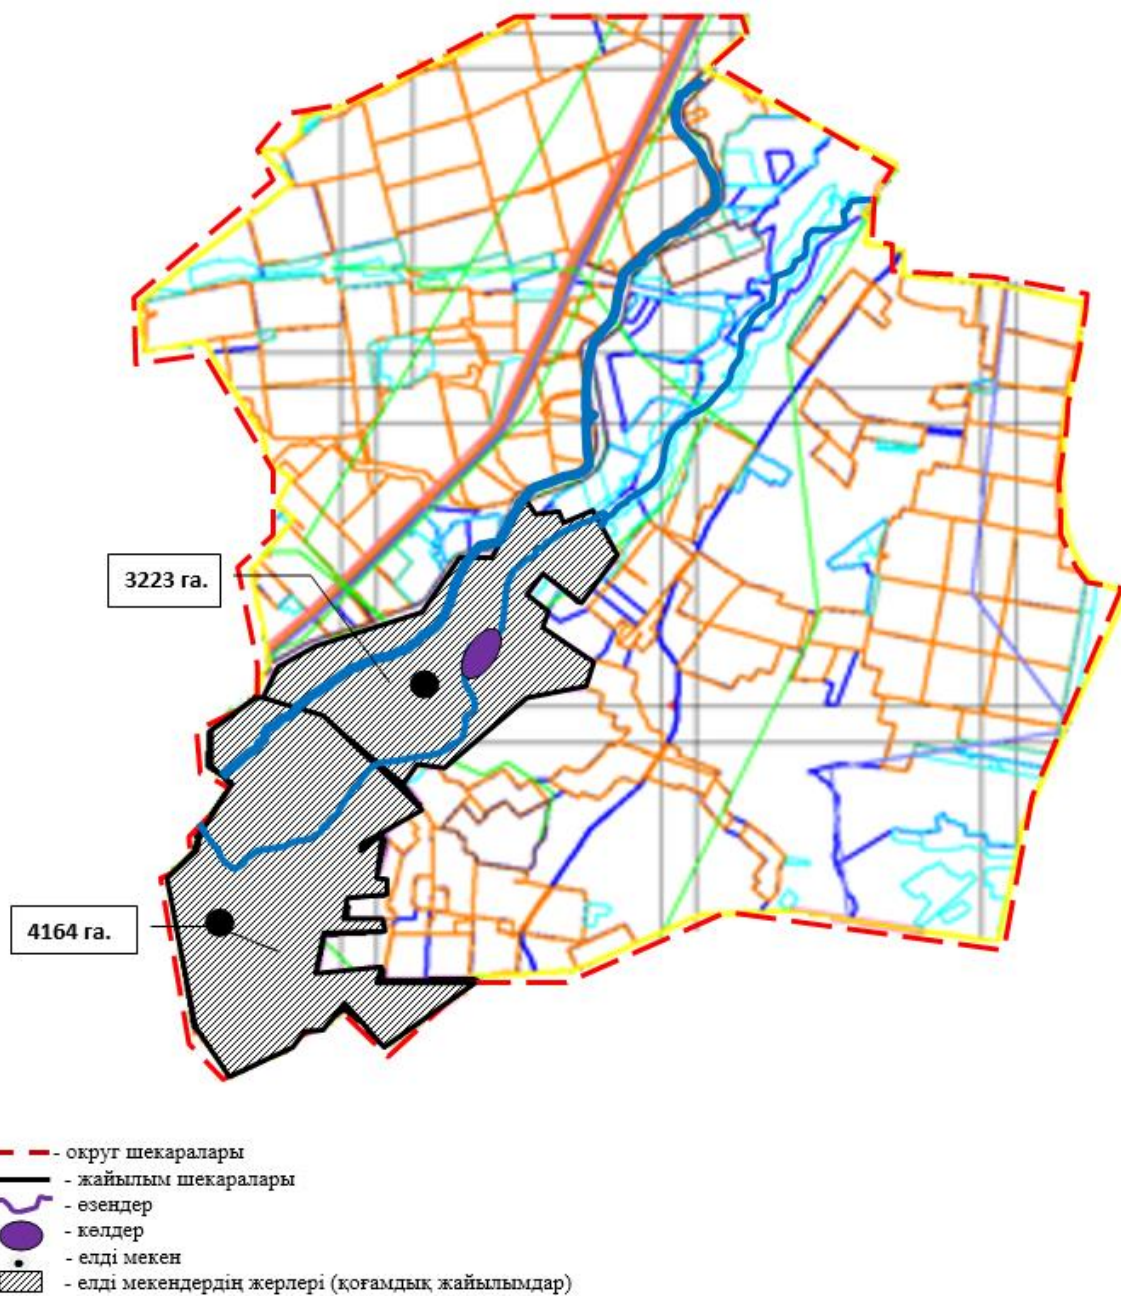 3223 га.
4164 га.
- округ шекаралары
- жайылым шекаралары
- өзендер
- көлдер
- елді мекен
- елді мекендердің жерлері (қоғамдық жайылымдар)